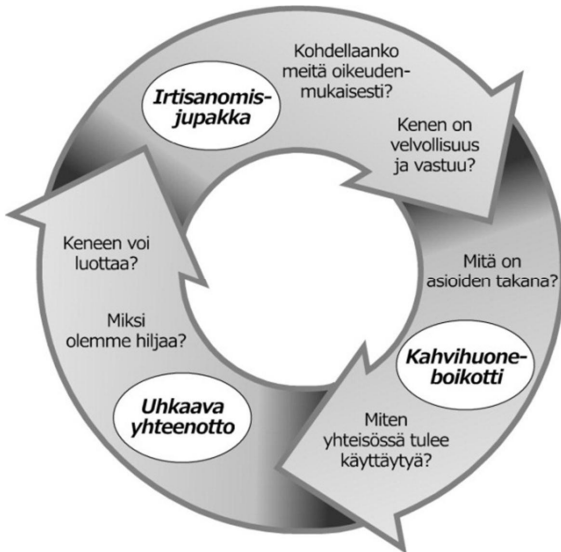 Kohdellaanko
meitä oikeuden-
mukaisesti?
Irtisanomis-
jupakka
Kenen on
velvollisuus
ja vastuu?
Mitä on
asioiden takana?
Kahvihuone-
boikotti
Miten
yhteisössä tulee
käyttäytyä?
Uhkaava
yhteenotto
Miksi
olemme hiljaa?
Keneen voi
luottaa?